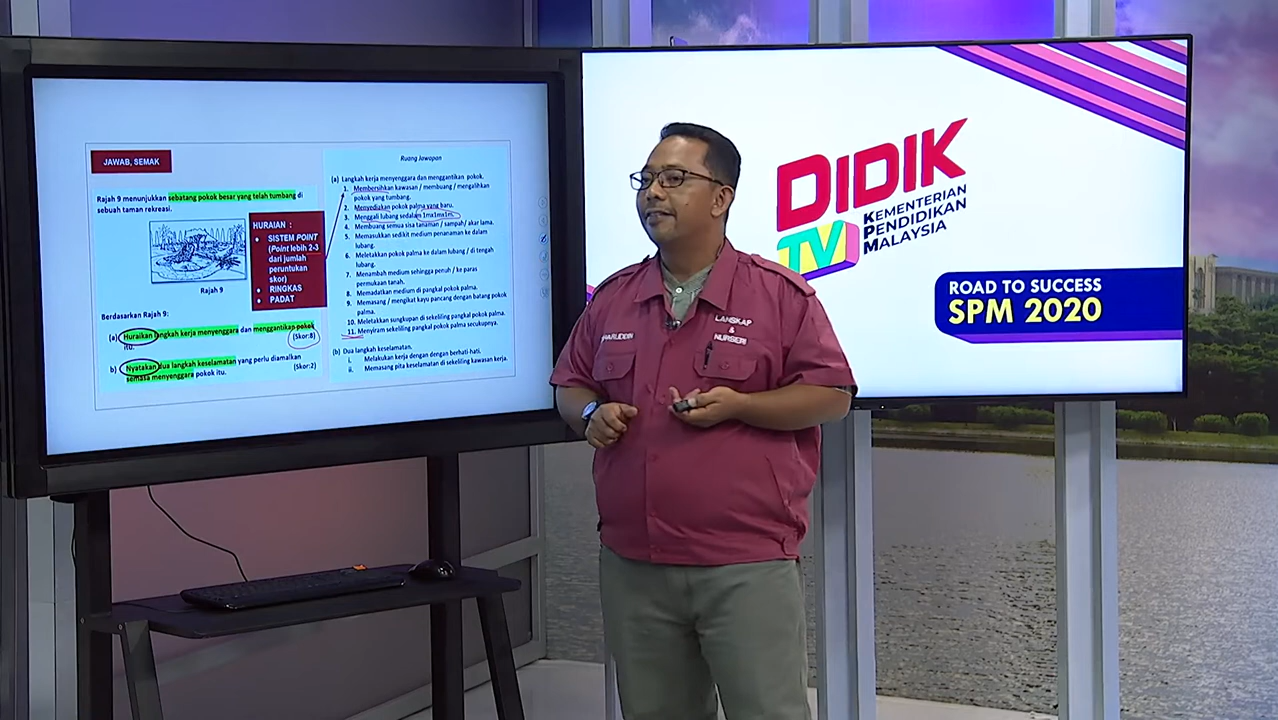 JAWAB, SEMAK
Rajah 9 menunjukkan sebatang pokok besar yang telah tumbang di
sebuah taman rekreasi.
Rajah 9
HURAIAN :
• SISTEM POINT
(Point lebih 2-3
dari jumlah
peruntukan
skor)
• RINGKAS
• PADAT
Berdasarkan Rajah 9:
(a) Huraikan langkah kerja menyenggara dan menggantikan pokok
itu. (Skor:8)
b) Nyatakan dua langkah keselamatan yang perlu diamalkan
semasa menyenggara pokok itu. (Skor:2)
Ruang Jawapan
(a) Langkah kerja menyenggara dan menggantikan pokok.
1. Membersihkan kawasan / membuang / mengalihkan
pokok yang tumbang.
2. Menyediakan pokok palma yang baru.
3. Menggali lubang sedalam 1mx1mx1m.
4. Membuang semua sisa tanaman / sampah/ akar lama.
5. Memasukkan sedikit medium penanaman ke dalam
lubang.
6. Meletakkan pokok palma ke dalam lubang / di tengah
lubang.
7. Menambah medium sehingga penuh / ke paras
permukaan tanah.
8. Memadatkan medium di pangkal pokok palma.
9. Memasang / mengikat kayu pancang dengan batang pokok
palma.
10. Meletakkan sungkupan di sekeliling pangkal pokok palma.
11. Menyiram sekeliling pangkal pokok palma secukupnya.
(b) Dua langkah keselamatan.
i. Melakukan kerja dengan dengan berhati-hati.
ii. Memasang pita keselamatan di sekeliling kawasan kerja.
DIDIK
TV
KEMENTERIAN
PENDIDIKAN
MALAYSIA
ROAD TO SUCCESS
SPM 2020
HARUDDIN
LANSKAP
&
NURSERI